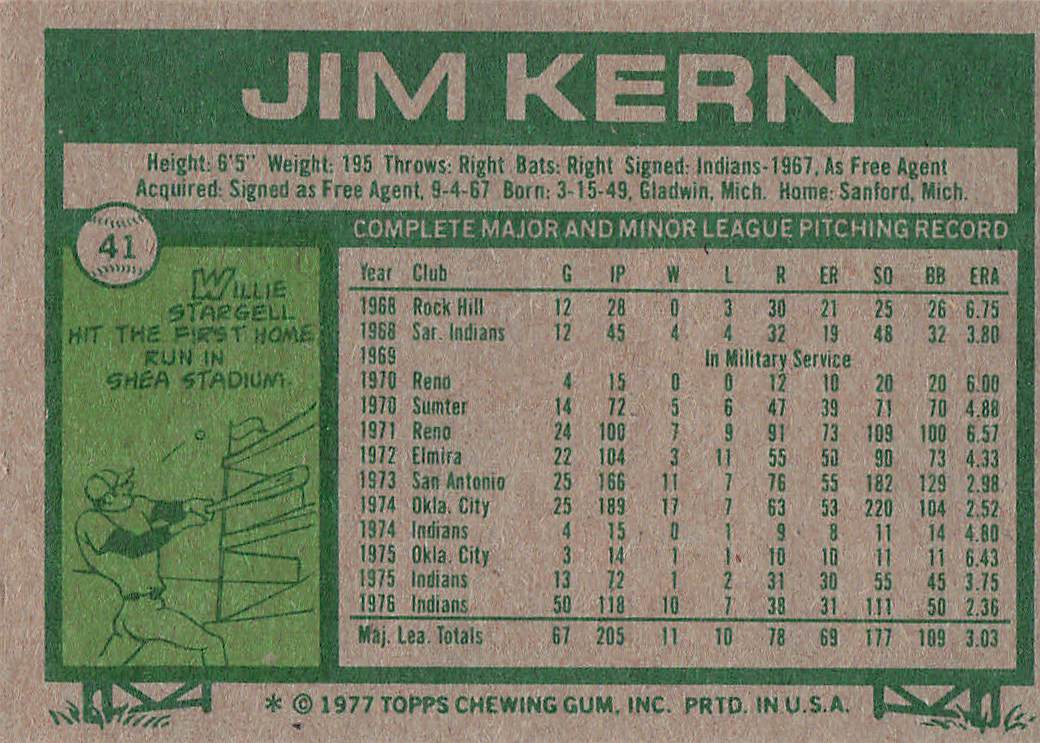 JIM KERN
Height: 6'5" Weight: 195 Throws: Right Bats: Right Signed: Indians-1967, As Free Agent
Acquired: Signed as Free Agent, 9-4-67 Born: 3-15-49, Gladwin, Mich. Home: Sanford, Mich.
41
WILLIE
STARGELL
HIT THE FIRST HOME
RUN IN
SHEA STADIUM.
COMPLETE MAJOR AND MINOR LEAGUE PITCHING RECORD
Year Club G IP W L R ER SO BB ERA
1968 Rock Hill 12 28 0 3 30 21 25 26 6.75
1968 Sar. Indians 12 45 4 4 32 19 48 32 3.80
1969 In Military Service
1970 Reno 4 15 0 0 12 10 20 20 6.00
1970 Sumter 14 72 5 6 47 39 71 70 4.88
1971 Reno 24 100 7 9 91 73 109 100 6.57
1972 Elmira 22 104 3 11 55 50 90 73 4.33
1973 San Antonio 25 166 11 7 76 55 182 129 2.98
1974 Okla. City 25 189 17 7 63 53 220 104 2.52
1974 Indians 4 15 0 1 9 8 11 14 4.80
1975 Okla. City 3 14 1 1 10 10 11 11 6.43
1975 Indians 13 72 1 2 31 30 55 45 3.75
1976 Indians 50 118 10 7 38 31 111 50 2.36
Maj. Lea. Totals 67 205 11 10 78 69 177 109 3.03
* © 1977 TOPPS CHEWING GUM, INC. PRTD. IN U.S.A.